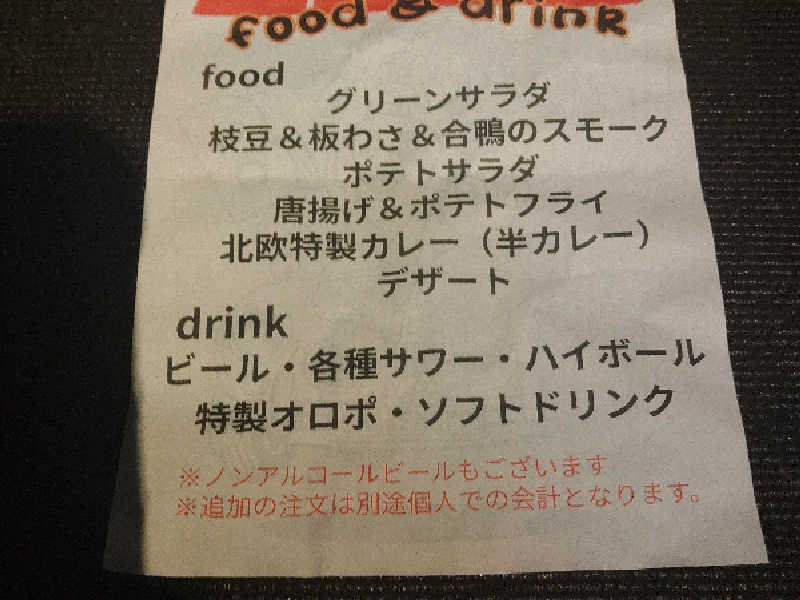 food & drink
food
グリーンサラダ
枝豆＆板わさ＆合鴨のスモーク
ポテトサラダ
唐揚げ＆ポテトフライ
北欧特製カレー（半カレー）
デザート
drink
ビール・各種サワー・ハイボール
特製オロポ・ソフトドリンク
※ノンアルコールビールもございます
※追加の注文は別途個人での会計となります。